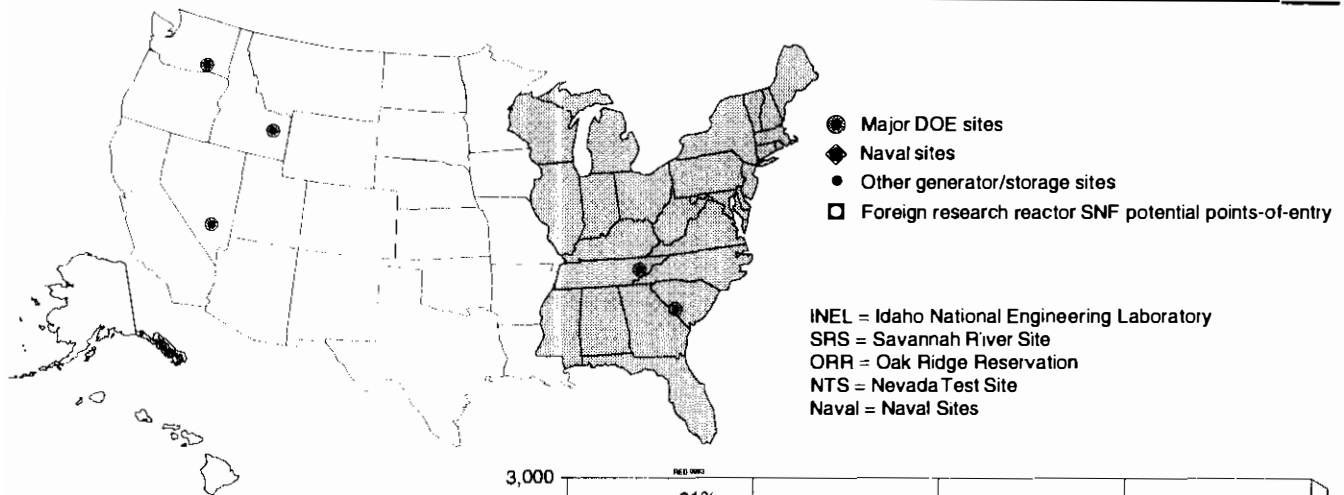 Major DOE sites
Naval sites
Other generator/storage sites
Foreign research reactor SNF potential points-of-entry
INEL = Idaho National Engineering Laboratory
SRS = Savannah River Site
ORR = Oak Ridge Reservation
NTS = Nevada Test Site
Naval = Naval Sites
3,000